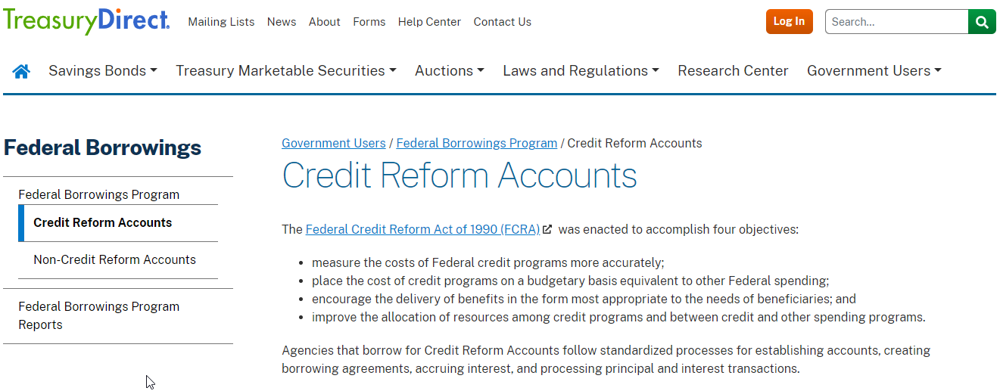 TreasuryDirect.
Mailing Lists News About Forms Help Center Contact Us
Log In
Search...
Savings Bonds Treasury Marketable Securities Auctions Laws and Regulations Research Center Government Users
Federal Borrowings
Federal Borrowings Program
Credit Reform Accounts
Non-Credit Reform Accounts
Federal Borrowings Program
Reports
Government Users / Federal Borrowings Program / Credit Reform Accounts
Credit Reform Accounts
The Federal Credit Reform Act of 1990 (FCRA) was enacted to accomplish four objectives:
• measure the costs of Federal credit programs more accurately;
• place the cost of credit programs on a budgetary basis equivalent to other Federal spending;
• encourage the delivery of benefits in the form most appropriate to the needs of beneficiaries; and
• improve the allocation of resources among credit programs and between credit and other spending programs.
Agencies that borrow for Credit Reform Accounts follow standardized processes for establishing accounts, creating
borrowing agreements, accruing interest, and processing principal and interest transactions.